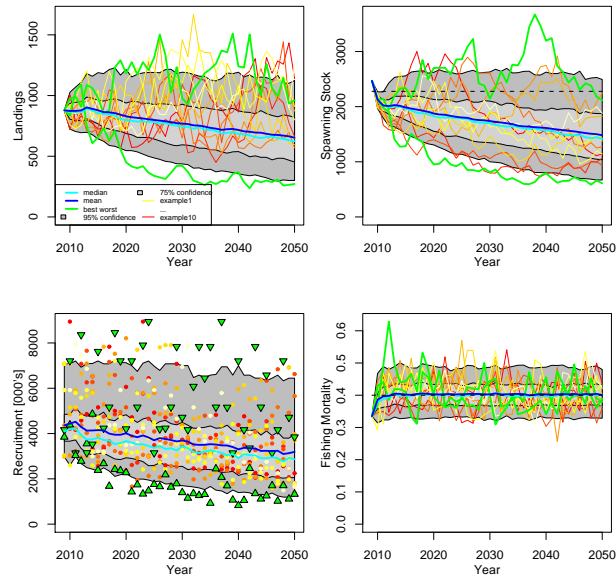 Landings
0 500 1000 1500
2010 2020 2030 2040 2050
Year
median
mean
best worst
95% confidence
75% confidence
example1
...
example10
Spawning Stock
0 1000 2000 3000
2010 2020 2030 2040 2050
Year
Recruitment [000's]
0 2000 4000 6000 8000
2010 2020 2030 2040 2050
Year
Fishing Mortality
0.0 0.1 0.2 0.3 0.4 0.5 0.6
2010 2020 2030 2040 2050
Year